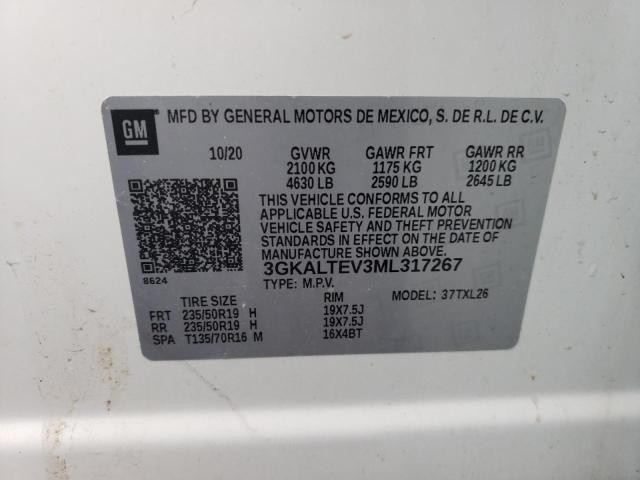 GM
MFD BY GENERAL MOTORS DE MEXICO, S. DE R.L. DE C.V.
10/20 GVWR GAWR FRT GAWR RR
2100 KG 1175 KG 1200 KG
4630 LB 2590 LB 2645 LB
THIS VEHICLE CONFORMS TO ALL
APPLICABLE U.S. FEDERAL MOTOR
VEHICLE SAFETY AND THEFT PREVENTION
STANDARDS IN EFFECT ON THE DATE OF
MANUFACTURE SHOWN ABOVE.
3GKALTEV3ML317267
8624
TYPE: M.P.V.
TIRE SIZE RIM MODEL: 37TXL26
FRT 235/50R19 H 19X7.5J
RR 235/50R19 H 19X7.5J
SPA T135/70R16 M 16X4BT